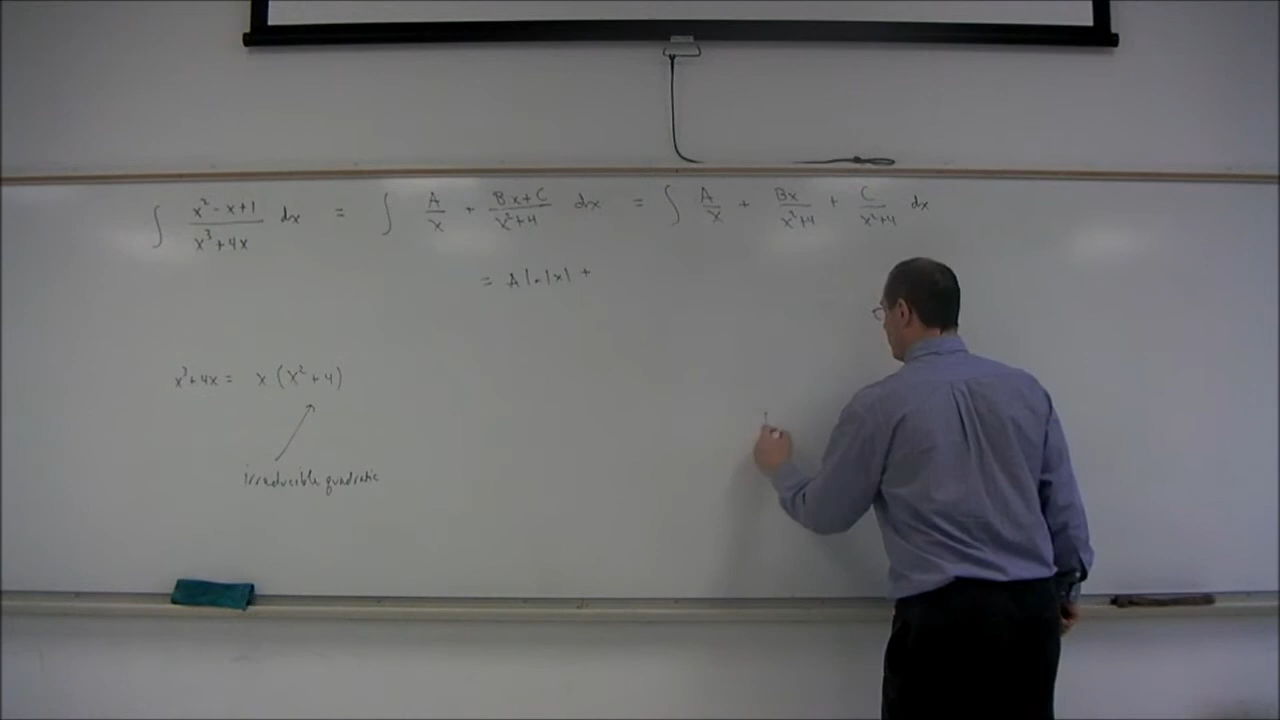 ∫ (x² - x + 1)/(x³ + 4x) dx = ∫ A/x + (Bx + C)/(x² + 4) dx = ∫ A/x + Bx/(x² + 4) + C/(x² + 4) dx
= A ln|x| +
x³ + 4x = x (x² + 4)
irreducible quadratic